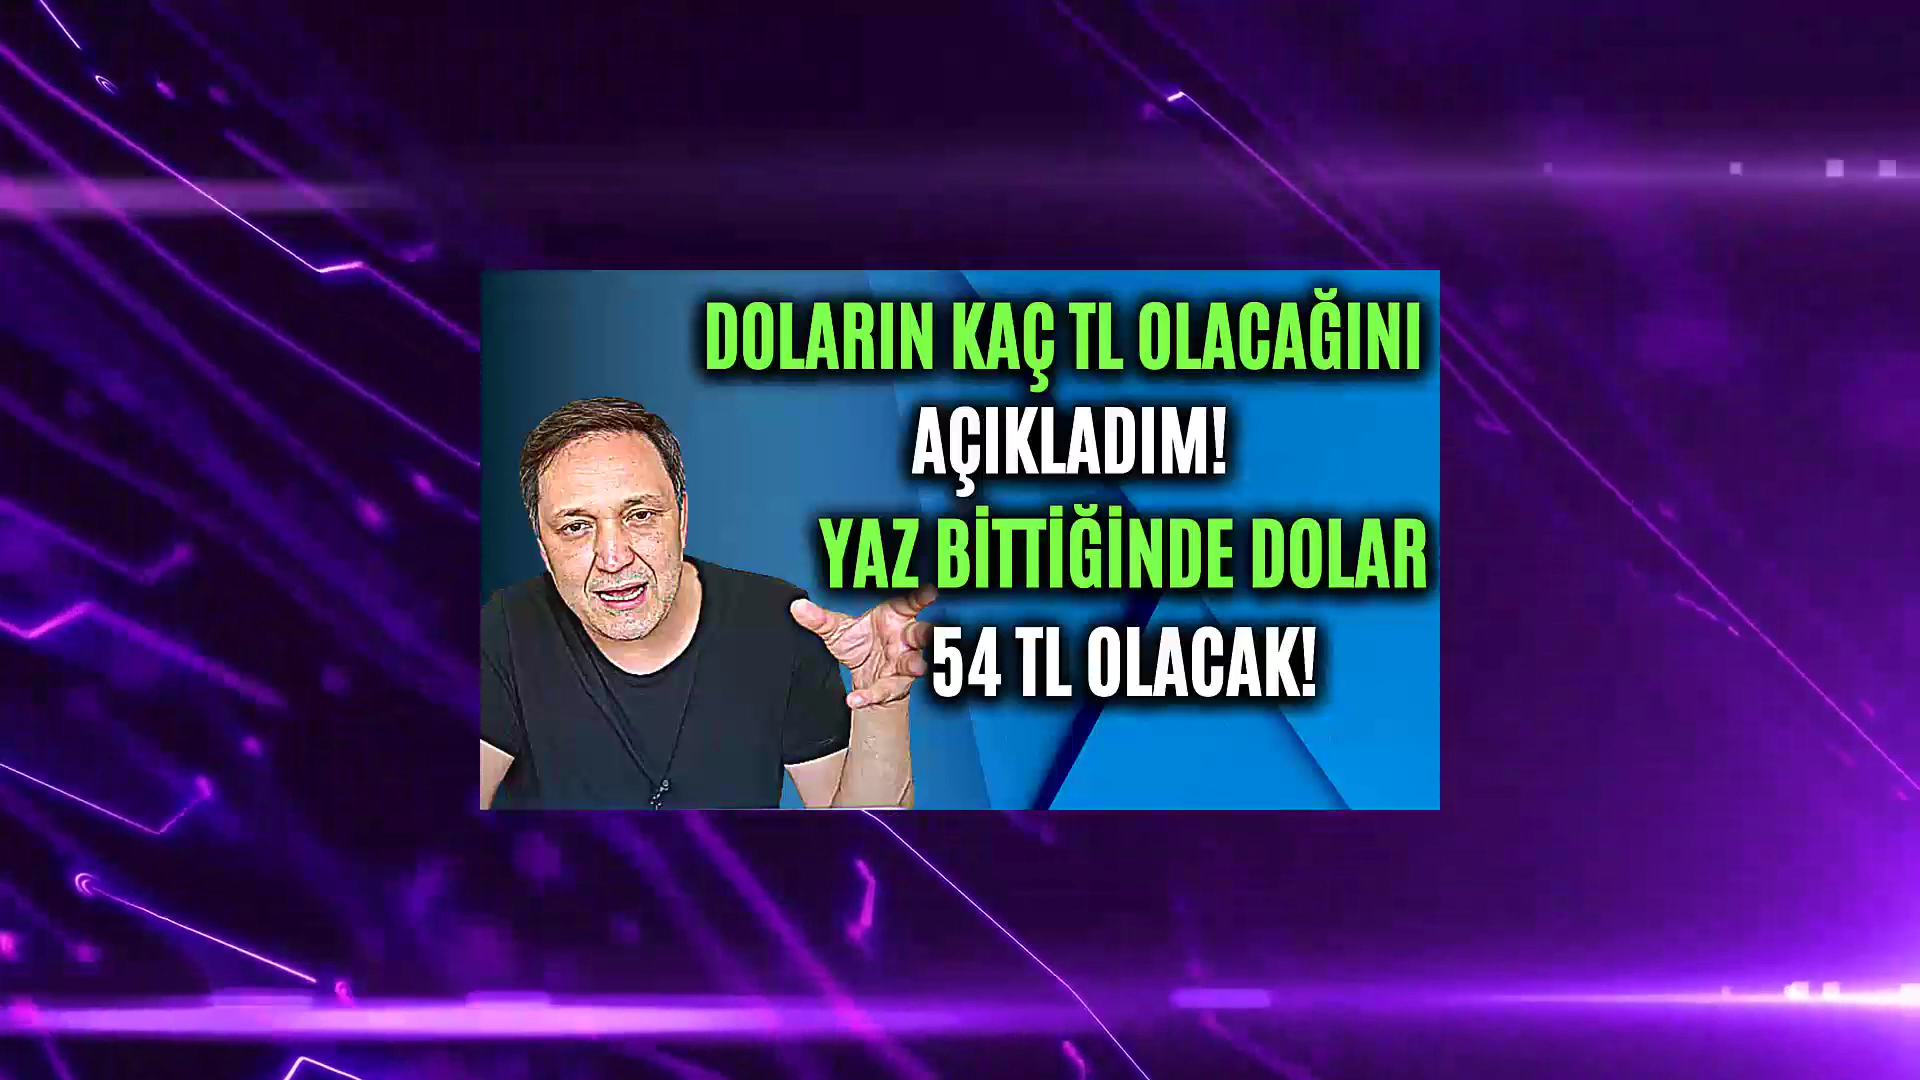 DOLARIN KAÇ TL OLACAĞINI
AÇIKLADIM!
YAZ BİTTİĞİNDE DOLAR
54 TL OLACAK!